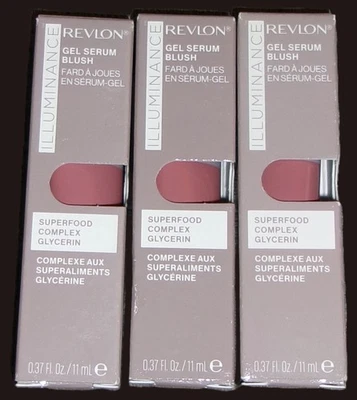 ILLUMINANCE
REVLON
GEL SERUM
BLUSH
FARD À JOUES
EN SÉRUM-GEL
SUPERFOOD
COMPLEX
GLYCERIN
COMPLEXE AUX
SUPERALIMENTS
GLYCÉRINE
0.37 Fl. Oz. / 11 mL e
ILLUMINANCE
REVLON
GEL SERUM
BLUSH
FARD À JOUES
EN SÉRUM-GEL
SUPERFOOD
COMPLEX
GLYCERIN
COMPLEXE AUX
SUPERALIMENTS
GLYCÉRINE
0.37 Fl. Oz. / 11 mL e
ILLUMINANCE
REVLON
GEL SERUM
BLUSH
FARD À JOUES
EN SÉRUM-GEL
SUPERFOOD
COMPLEX
GLYCERIN
COMPLEXE AUX
SUPERALIMENTS
GLYCÉRINE
0.37 Fl. Oz. / 11 mL e